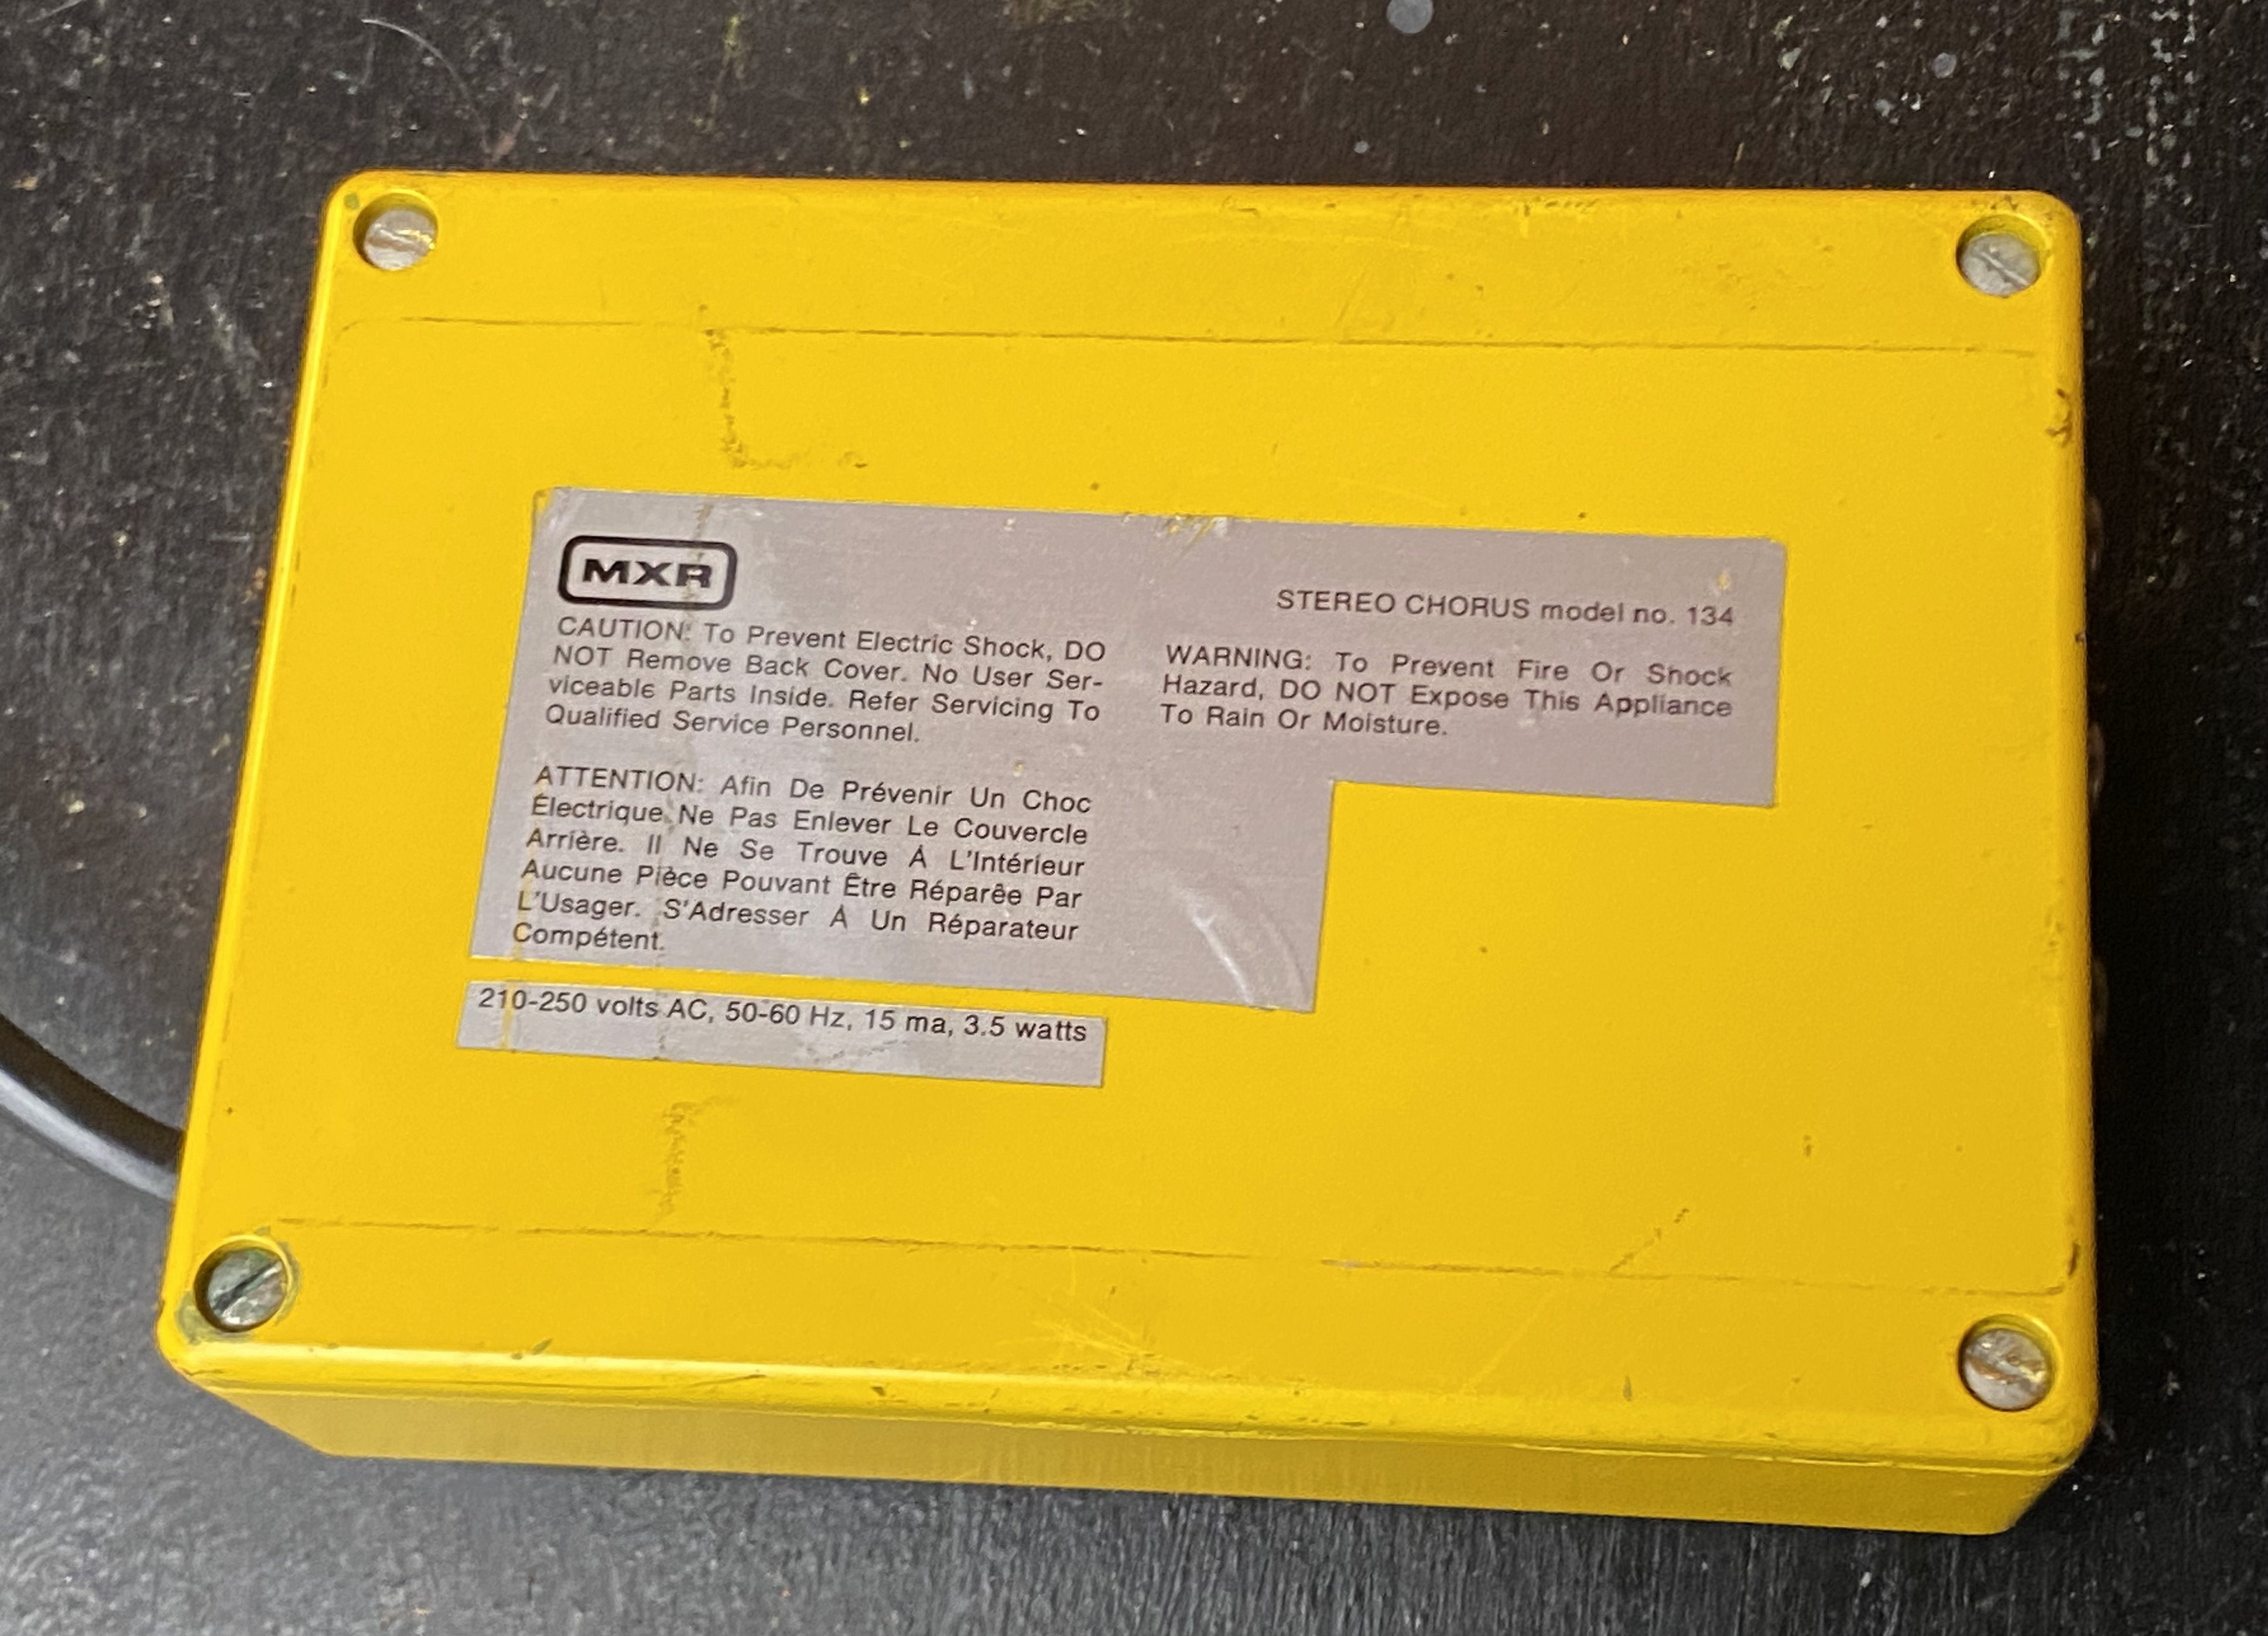 MXR
STEREO CHORUS model no. 134
CAUTION: To Prevent Electric Shock, DO
NOT Remove Back Cover. No User Ser-
viceable Parts Inside. Refer Servicing To
Qualified Service Personnel.
WARNING: To Prevent Fire Or Shock
Hazard, DO NOT Expose This Appliance
To Rain Or Moisture.
ATTENTION: Afin De Prévenir Un Choc
Électrique Ne Pas Enlever Le Couvercle
Arrière. Il Ne Se Trouve À L'Intérieur
Aucune Pièce Pouvant Être Réparêe Par
L'Usager. S'Adresser À Un Réparateur
Compétent.
210-250 volts AC, 50-60 Hz, 15 ma, 3.5 watts